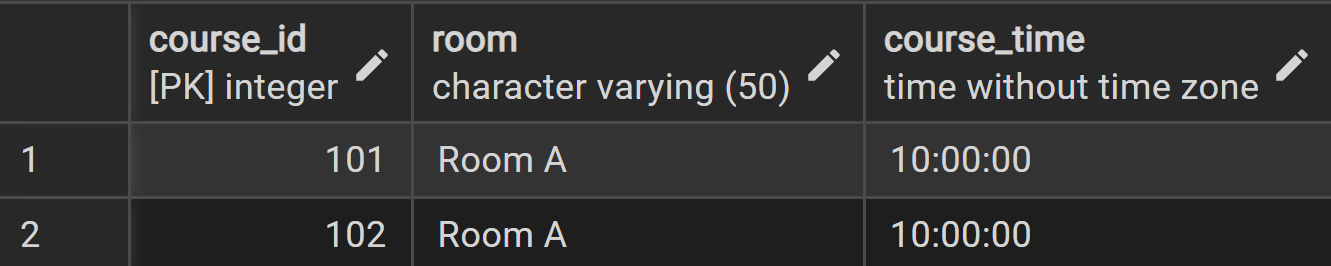 course_id room course_time
[PK] integer character varying (50) time without time zone
1 101 Room A 10:00:00
2 102 Room A 10:00:00